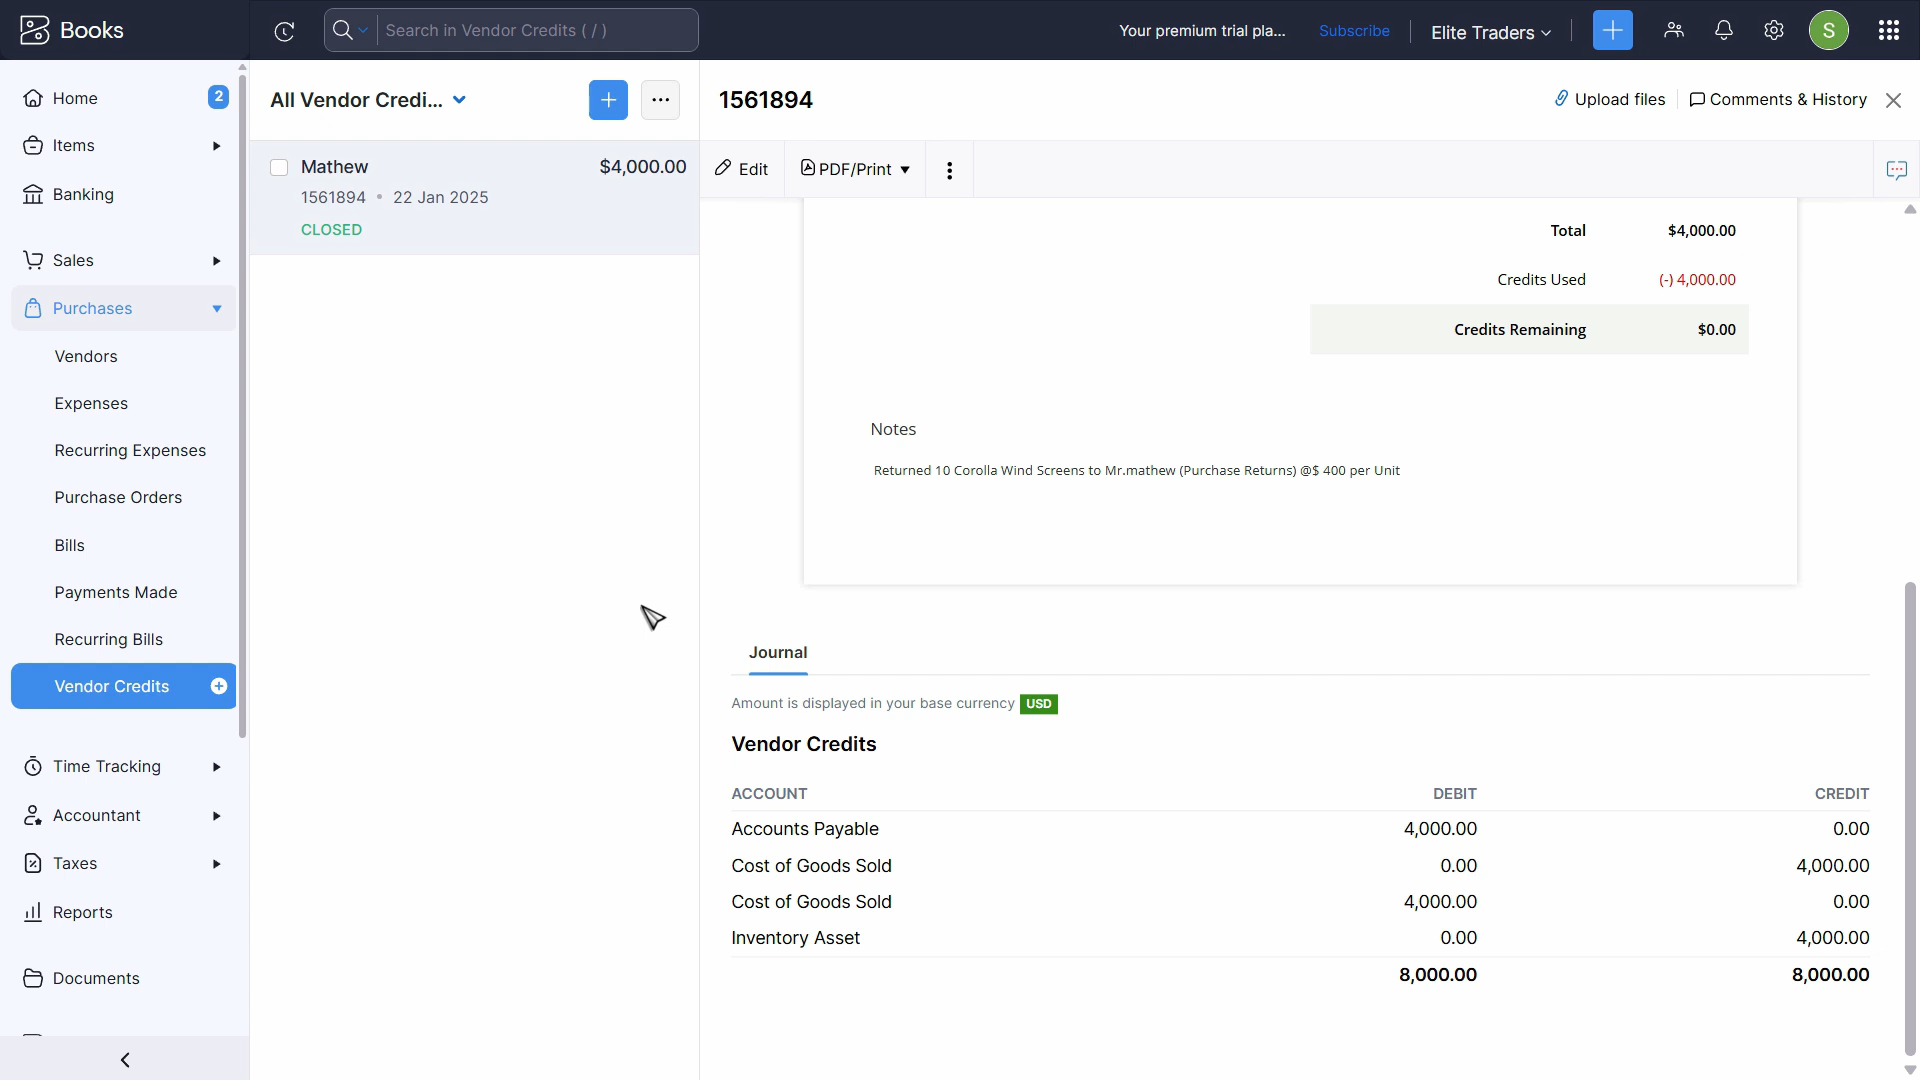 Books
Search in Vendor Credits ( / )
Your premium trial pla...
Subscribe
Elite Traders
S
Home
2
Items
Banking
Sales
Purchases
Vendors
Expenses
Recurring Expenses
Purchase Orders
Bills
Payments Made
Recurring Bills
Vendor Credits
Time Tracking
Accountant
Taxes
Reports
Documents
All Vendor Credi...
Mathew $4,000.00
1561894 • 22 Jan 2025
CLOSED
1561894
Upload files
Comments & History
Edit
PDF/Print
Total $4,000.00
Credits Used (-) 4,000.00
Credits Remaining $0.00
Notes
Returned 10 Corolla Wind Screens to Mr.mathew (Purchase Returns) @$ 400 per Unit
Journal
Amount is displayed in your base currency USD
Vendor Credits
ACCOUNT DEBIT CREDIT
Accounts Payable 4,000.00 0.00
Cost of Goods Sold 0.00 4,000.00
Cost of Goods Sold 4,000.00 0.00
Inventory Asset 0.00 4,000.00
8,000.00 8,000.00